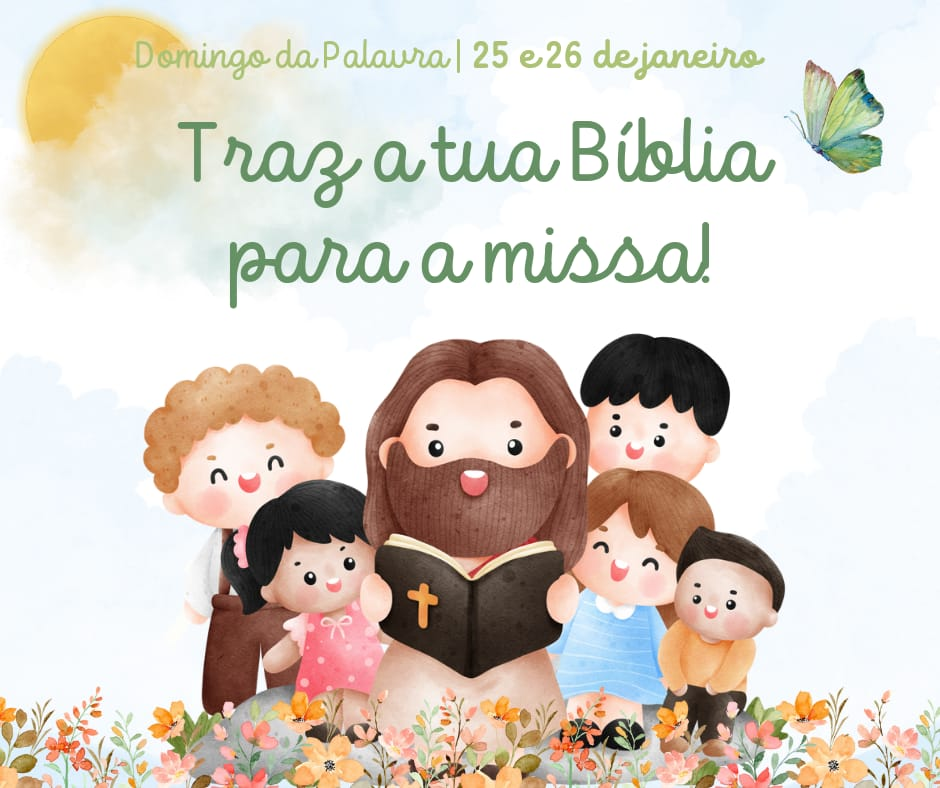 Domingo da Palavra | 25 e 26 de janeiro
Traz a tua Bíblia
para a missa!